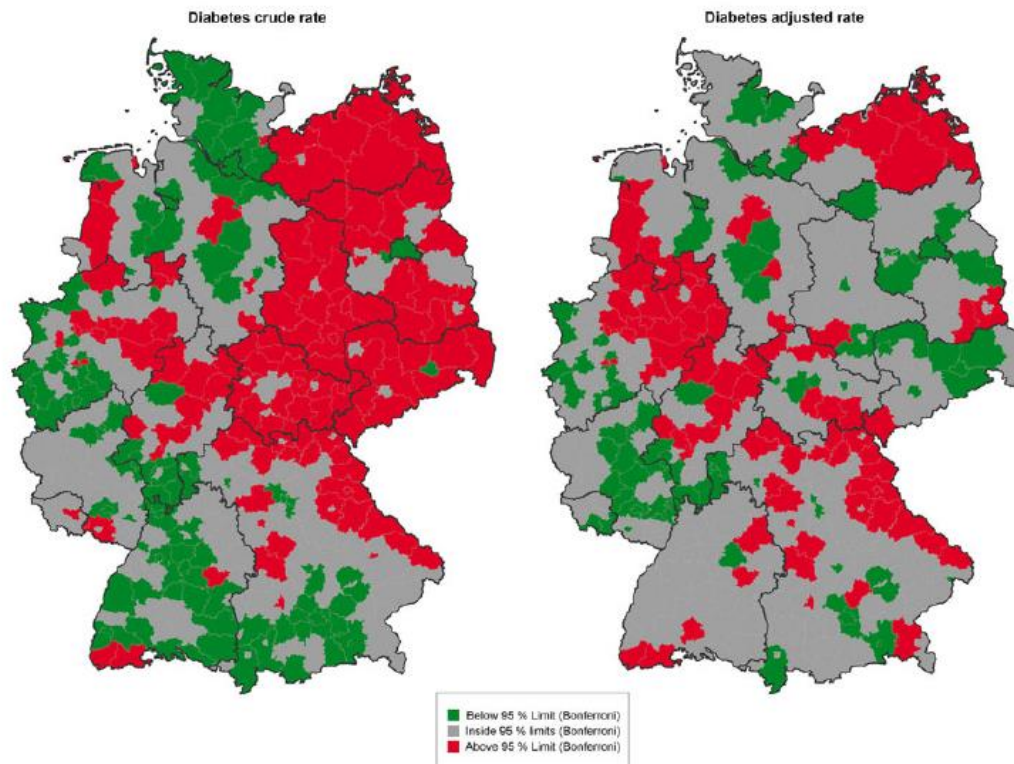 Diabetes crude rate
Diabetes adjusted rate
Below 95 % Limit (Bonferroni)
Inside 95 % limits (Bonferroni)
Above 95 % Limit (Bonferroni)